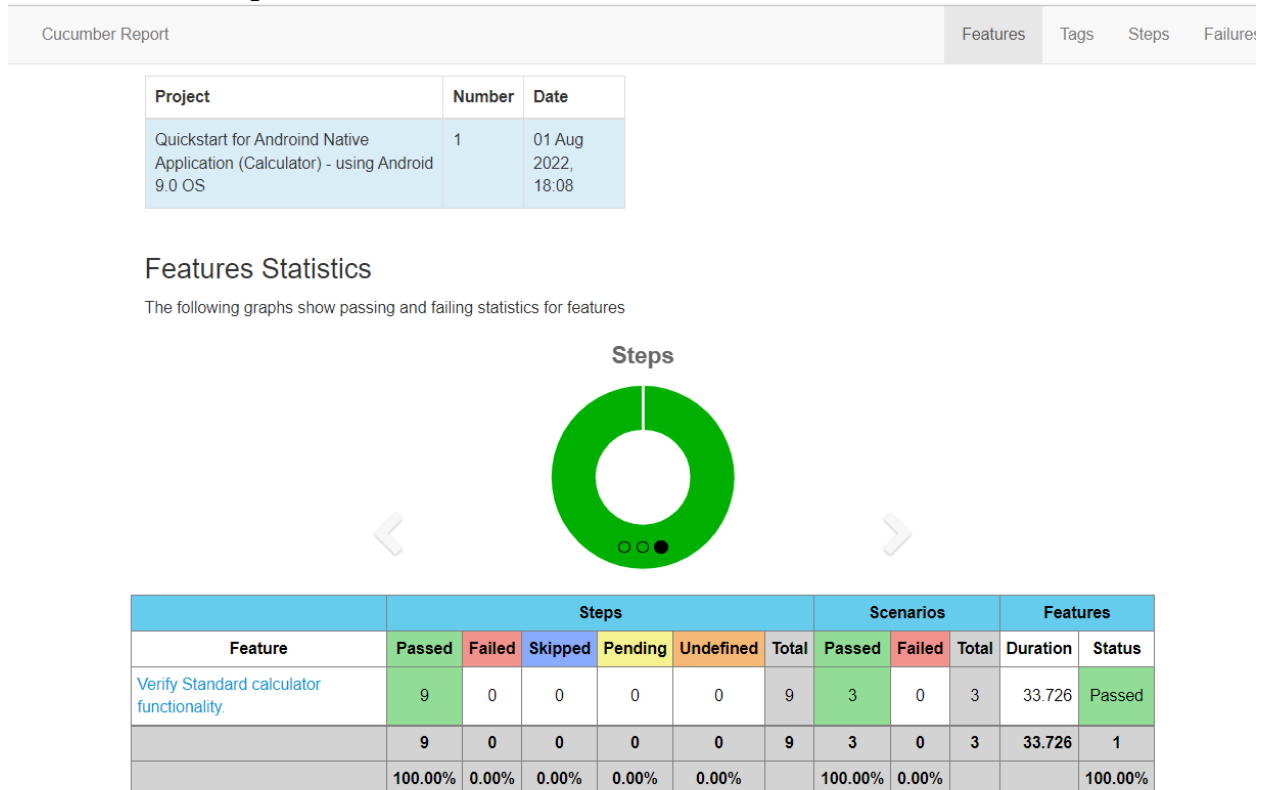 Cucumber Report Features Tags Steps Failures
Project Number Date
Quickstart for Androind Native
Application (Calculator) - using Android
9.0 OS
1
01 Aug
2022,
18:08
Features Statistics
The following graphs show passing and failing statistics for features
Steps
Steps Scenarios Features
Feature Passed Failed Skipped Pending Undefined Total Passed Failed Total Duration Status
Verify Standard calculator
functionality.
9 0 0 0 0 9 3 0 3 33.726 Passed
9 0 0 0 0 9 3 0 3 33.726 1
100.00% 0.00% 0.00% 0.00% 0.00% 100.00% 0.00% 100.00%